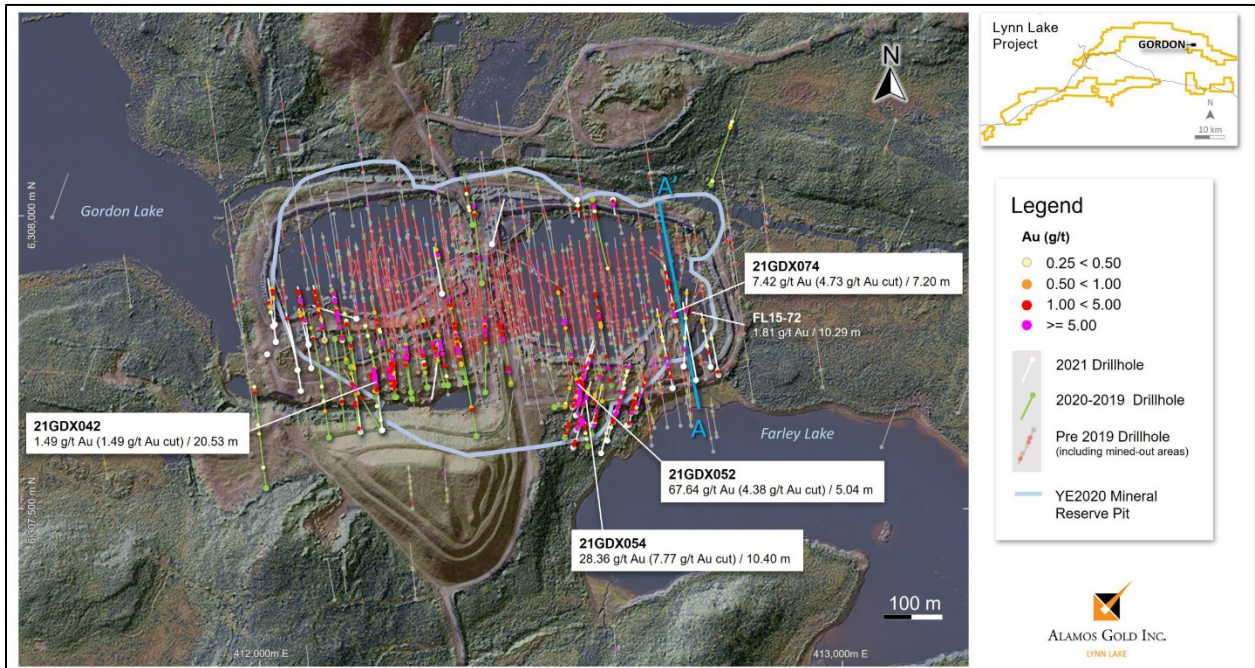 Gordon Lake
Farley Lake
N
A'
A
6,308,000 m N
6,307,500 m N
412,000m E
413,000m E
21GDX074
7.42 g/t Au (4.73 g/t Au cut) / 7.20 m
FL15-72
1.81 g/t Au / 10.29 m
21GDX042
1.49 g/t Au (1.49 g/t Au cut) / 20.53 m
21GDX052
67.64 g/t Au (4.38 g/t Au cut) / 5.04 m
21GDX054
28.36 g/t Au (7.77 g/t Au cut) / 10.40 m
100 m
Lynn Lake
Project
GORDON
N
10 km
Legend
Au (g/t)
0.25 < 0.50
0.50 < 1.00
1.00 < 5.00
>= 5.00
2021 Drillhole
2020-2019 Drillhole
Pre 2019 Drillhole
(including mined-out areas)
YE2020 Mineral
Reserve Pit
ALAMOS GOLD INC.
LYNN LAKE